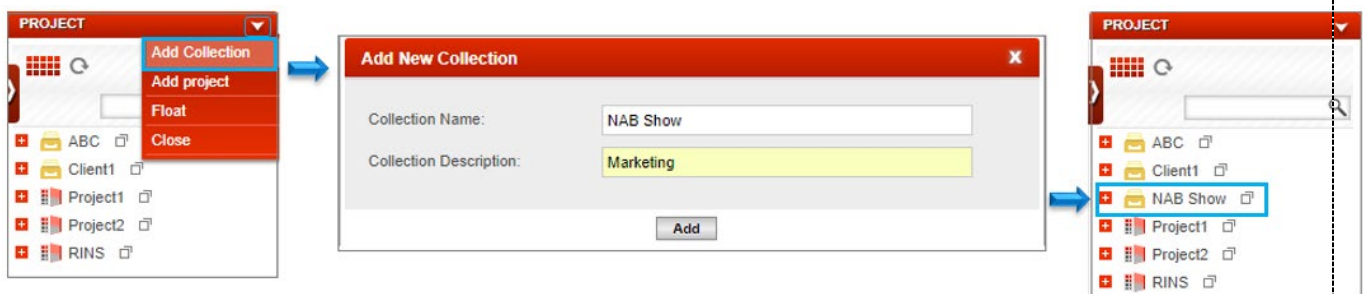 PROJECT
Add Collection
Add project
Float
Close
ABC
Client1
Project1
Project2
RINS
Add New Collection
X
Collection Name:
NAB Show
Collection Description:
Marketing
Add
PROJECT
ABC
Client1
NAB Show
Project1
Project2
RINS